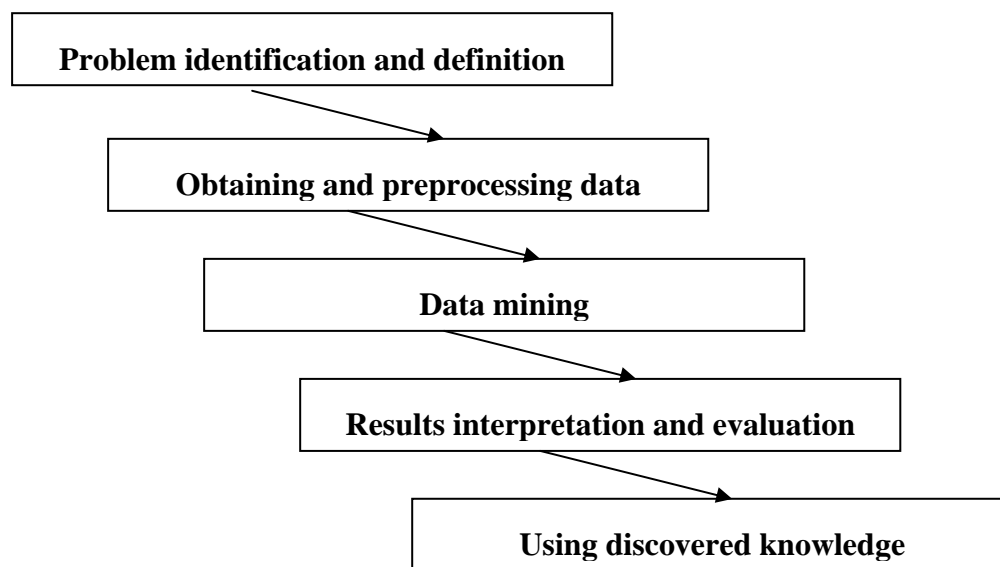 Problem identification and definition
Obtaining and preprocessing data
Data mining
Results interpretation and evaluation
Using discovered knowledge